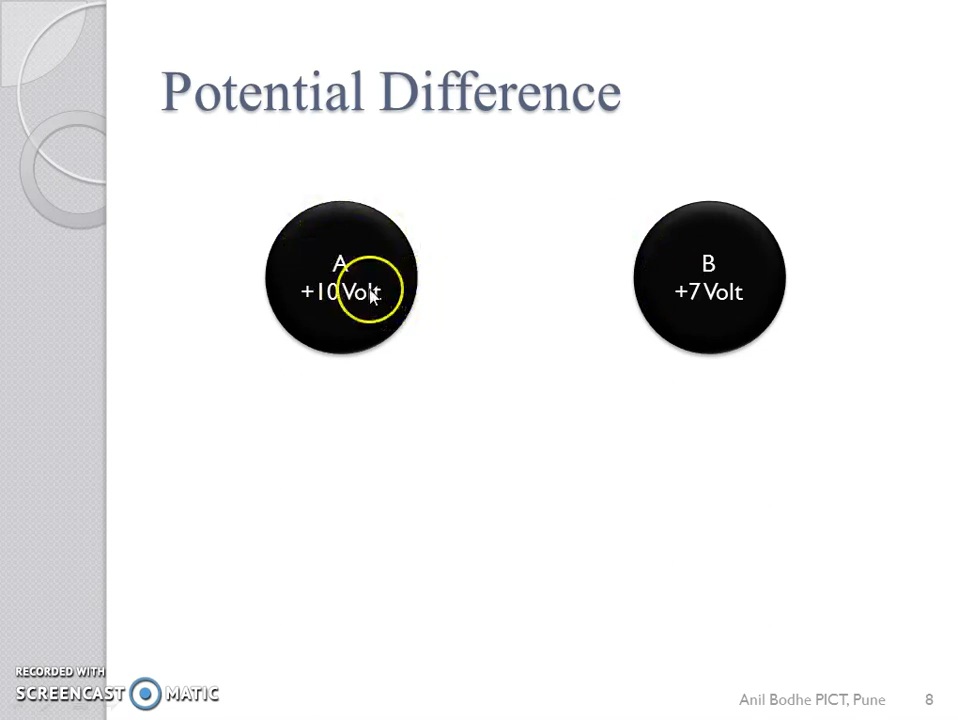 Potential Difference
A
+10 Volt
B
+7 Volt
RECORDED WITH
SCREENCAST MATIC
Anil Bodhe PICT, Pune 8